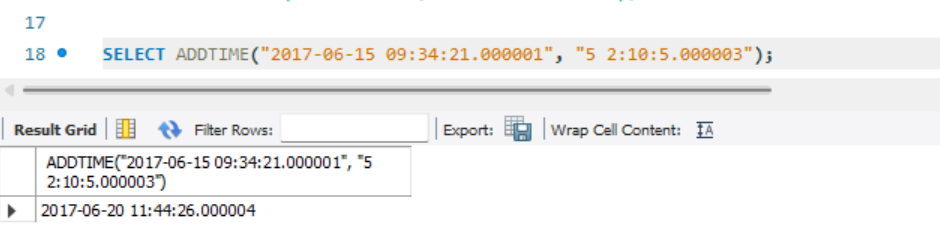 17
18 SELECT ADDTIME("2017-06-15 09:34:21.000001", "5 2:10:5.000003");
Result Grid Filter Rows: Export: Wrap Cell Content: IA
ADDTIME("2017-06-15 09:34:21.000001", "5
2:10:5.000003")
2017-06-20 11:44:26.000004